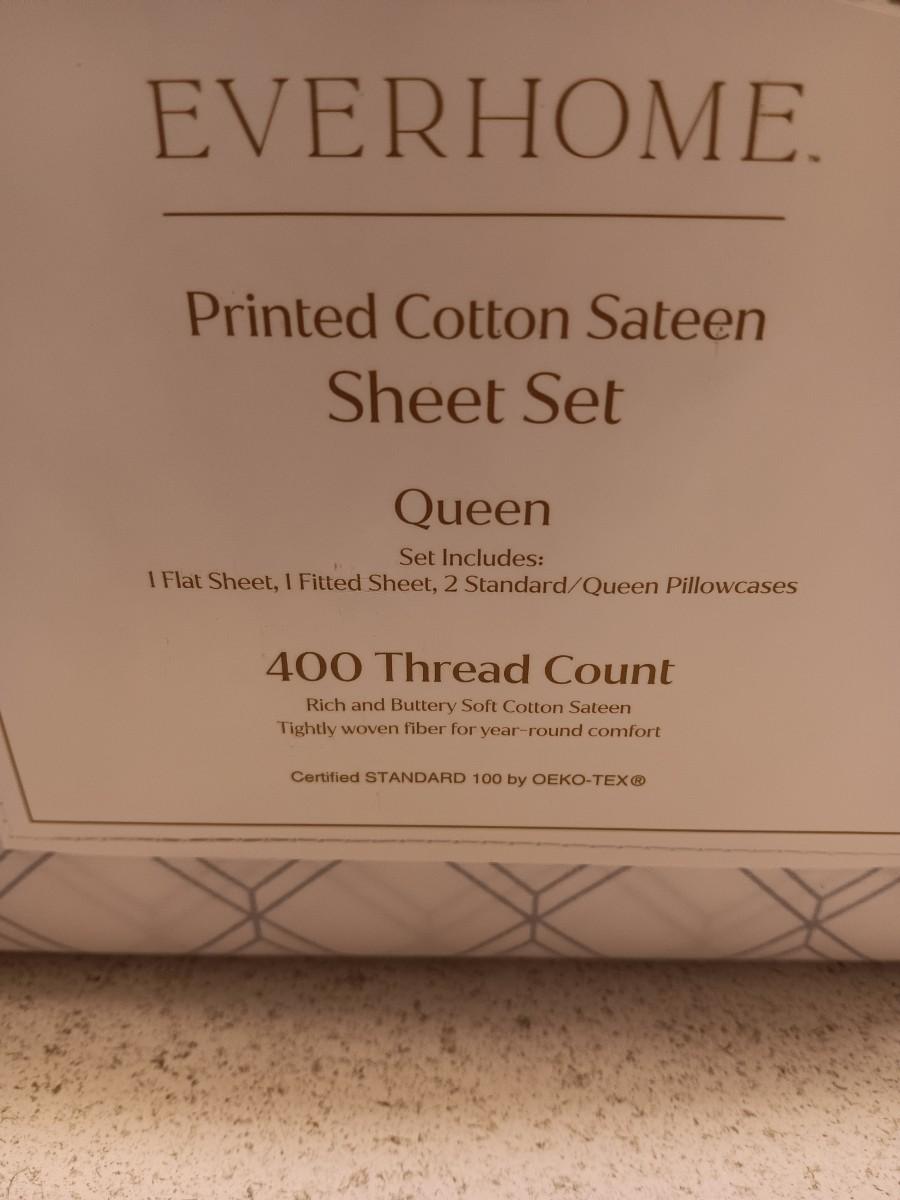 EVERHOME™
Printed Cotton Sateen
Sheet Set
Queen
Set Includes:
1 Flat Sheet, 1 Fitted Sheet, 2 Standard/Queen Pillowcases
400 Thread Count
Rich and Buttery Soft Cotton Sateen
Tightly woven fiber for year-round comfort
Certified STANDARD 100 by OEKO-TEX®